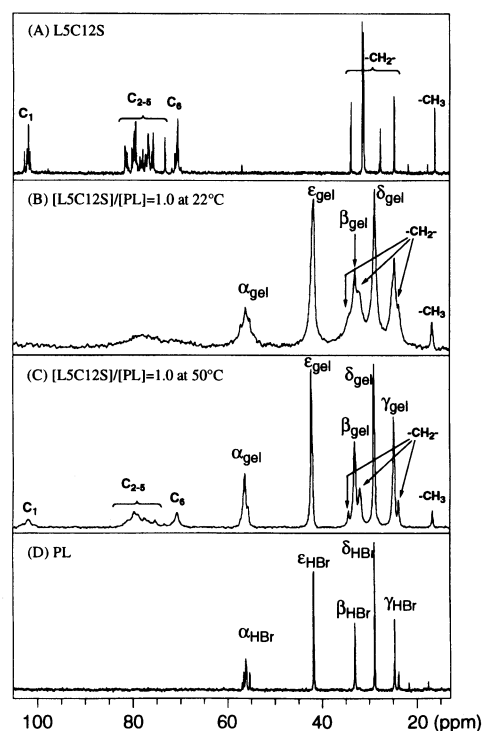 (A) L5C12S
-CH₂-
C₂₋₅
C₆
C₁
-CH₃
(B) [L5C12S]/[PL]=1.0 at 22°C
εgel
δgel
βgel
-CH₂-
αgel
-CH₃
(C) [L5C12S]/[PL]=1.0 at 50°C
εgel
δgel
γgel
βgel
-CH₂-
αgel
C₂₋₅
C₆
C₁
-CH₃
(D) PL
δHBr
εHBr
βHBr
γHBr
αHBr
100 80 60 40 20 (ppm)